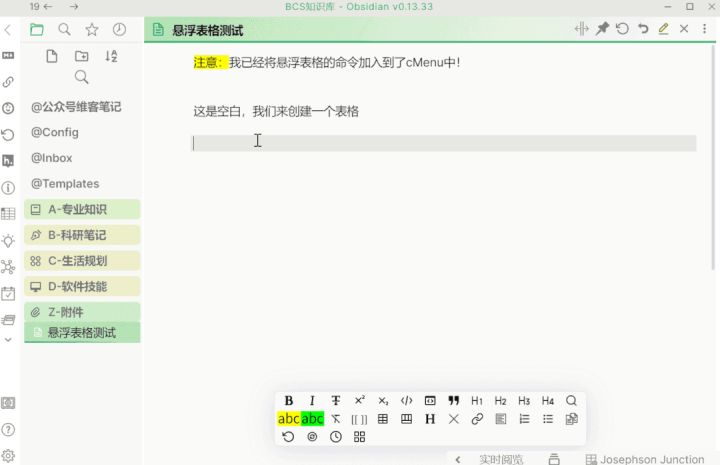 19
BCS知识库 - Obsidian v0.13.33
悬浮表格测试
注意：我已经将悬浮表格的命令加入到了cMenu中！
这是空白，我们来创建一个表格
@公众号维客笔记
@Config
@Inbox
@Templates
A-专业知识
B-科研笔记
C-生活规划
D-软件技能
Z-附件
悬浮表格测试
B I T x² x₂ </> H1 H2 H3 H4
abc abc [[ ]] H
实时阅览
Josephson Junction